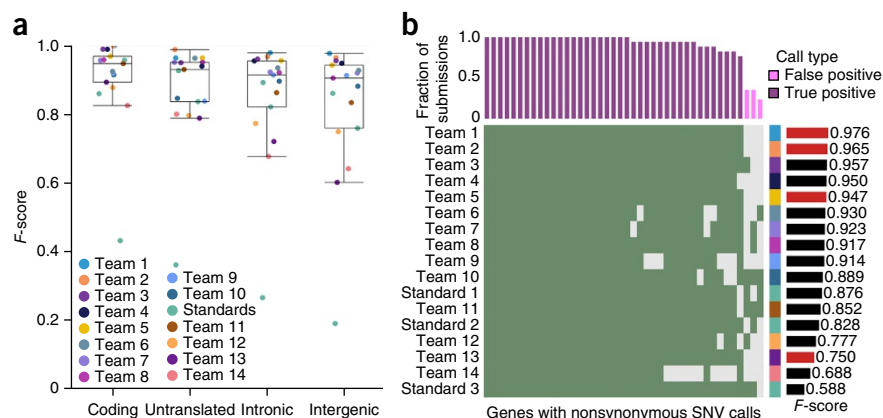 a
F-score
1.0
0.8
0.6
0.4
0.2
0
Team 1
Team 2
Team 3
Team 4
Team 5
Team 6
Team 7
Team 8
Team 9
Team 10
Standards
Team 11
Team 12
Team 13
Team 14
Coding Untranslated Intronic Intergenic
b
Fraction of
submissions
1.0
0.5
0
Call type
False positive
True positive
Team 1 0.976
Team 2 0.965
Team 3 0.957
Team 4 0.950
Team 5 0.947
Team 6 0.930
Team 7 0.923
Team 8 0.917
Team 9 0.914
Team 10 0.889
Standard 1 0.876
Team 11 0.852
Standard 2 0.828
Team 12 0.777
Team 13 0.750
Team 14 0.688
Standard 3 0.588
Genes with nonsynonymous SNV calls
F-score